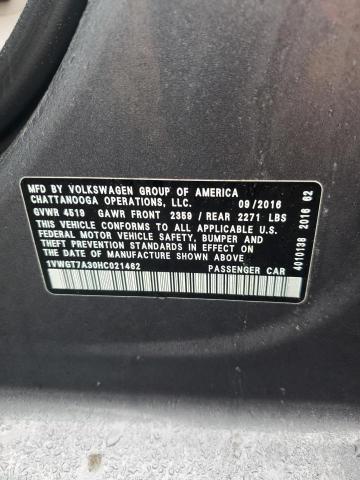 MFD BY VOLKSWAGEN GROUP OF AMERICA
CHATTANOOGA OPERATIONS, LLC. 09/2016
GVWR 4519 GAWR FRONT 2359 / REAR 2271 LBS
THIS VEHICLE CONFORMS TO ALL APPLICABLE U.S.
FEDERAL MOTOR VEHICLE SAFETY, BUMPER AND
THEFT PREVENTION STANDARDS IN EFFECT ON
THE DATE OF MANUFACTURE SHOWN ABOVE
1VWGT7A30HC021462 PASSENGER CAR
4010138 2016 62